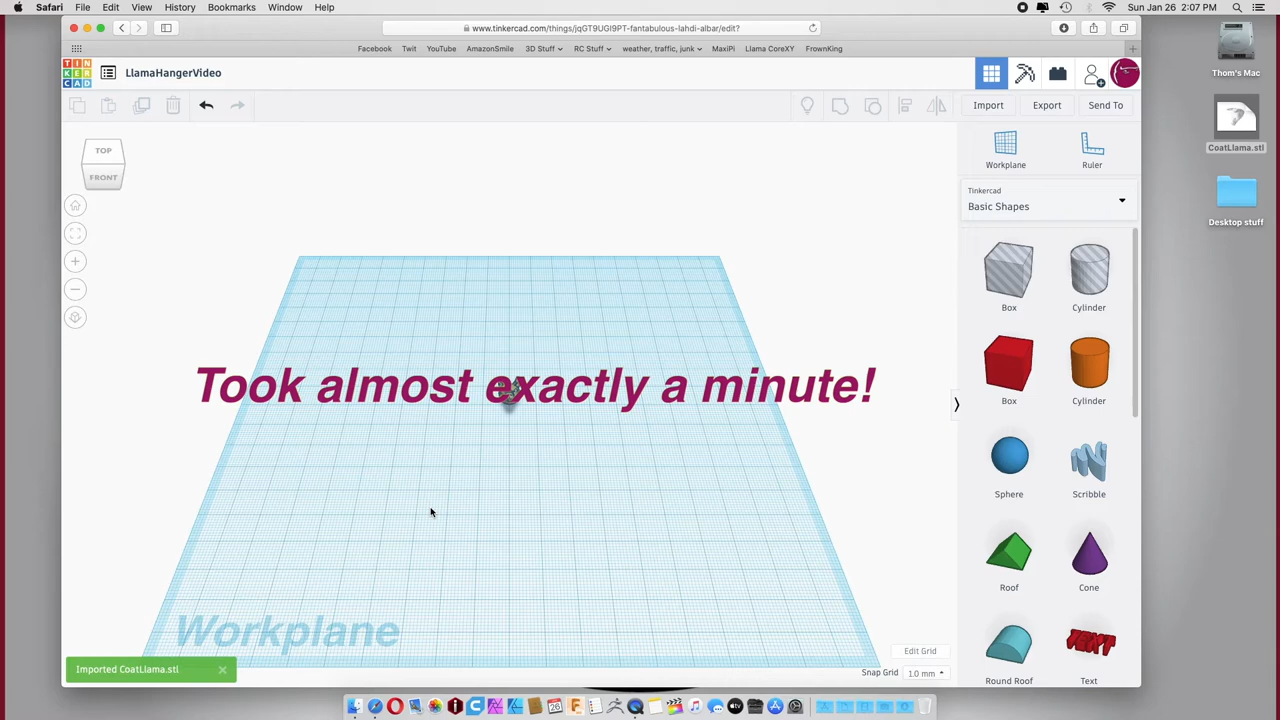 Safari File Edit View History Bookmarks Window Help
Sun Jan 26 2:07 PM
www.tinkercad.com/things/jqGT9UGI9PT-fantabulous-lahdi-albar/edit?
Facebook Twit YouTube AmazonSmile 3D Stuff RC Stuff weather, traffic, junk MaxiPi Llama CoreXY FrownKing
Thom's Mac
TIN
KER
CAD
LlamaHangerVideo
Import Export Send To
CoatLlama.stl
TOP
FRONT
Workplane Ruler
Tinkercad
Basic Shapes
Desktop stuff
Box Cylinder
Took almost exactly a minute!
Box Cylinder
Sphere Scribble
Roof Cone
Workplane
TEXT
Edit Grid
Imported CoatLlama.stl
Snap Grid 1.0 mm
Round Roof Text
26